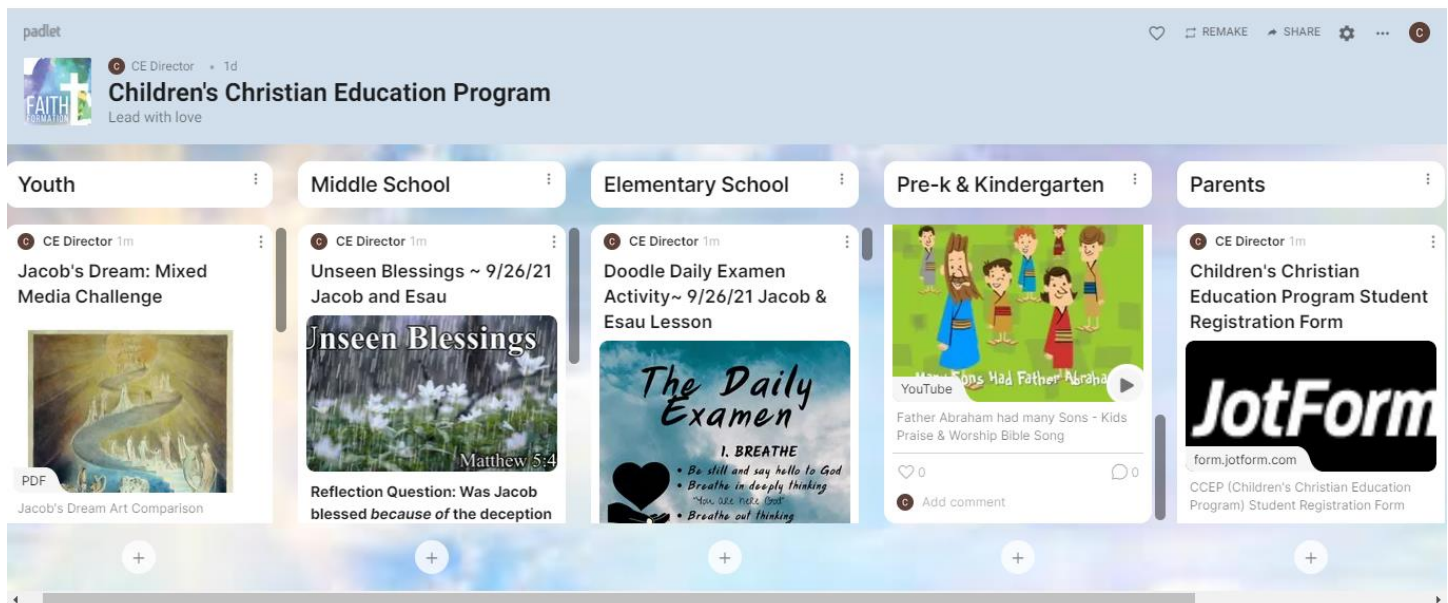 padlet
REMAKE
SHARE
C
FAITH
FORMATION
C CE Director • 1d
Children's Christian Education Program
Lead with love
Youth
C CE Director 1m
Jacob's Dream: Mixed
Media Challenge
PDF
Jacob's Dream Art Comparison
Middle School
C CE Director 1m
Unseen Blessings ~ 9/26/21
Jacob and Esau
Unseen Blessings
Matthew 5:4
Reflection Question: Was Jacob
blessed because of the deception
Elementary School
C CE Director 1m
Doodle Daily Examen
Activity~ 9/26/21 Jacob &
Esau Lesson
The Daily
Examen
1. BREATHE
• Be still and say hello to God
• Breathe in deeply thinking
"You are here God"
• Breathe out thinking
Pre-k & Kindergarten
Many Sons Had Father Abraha
YouTube
Father Abraham had many Sons - Kids
Praise & Worship Bible Song
0
0
C Add comment
Parents
C CE Director 1m
Children's Christian
Education Program Student
Registration Form
JotForm
form.jotform.com
CCEP (Children's Christian Education
Program) Student Registration Form